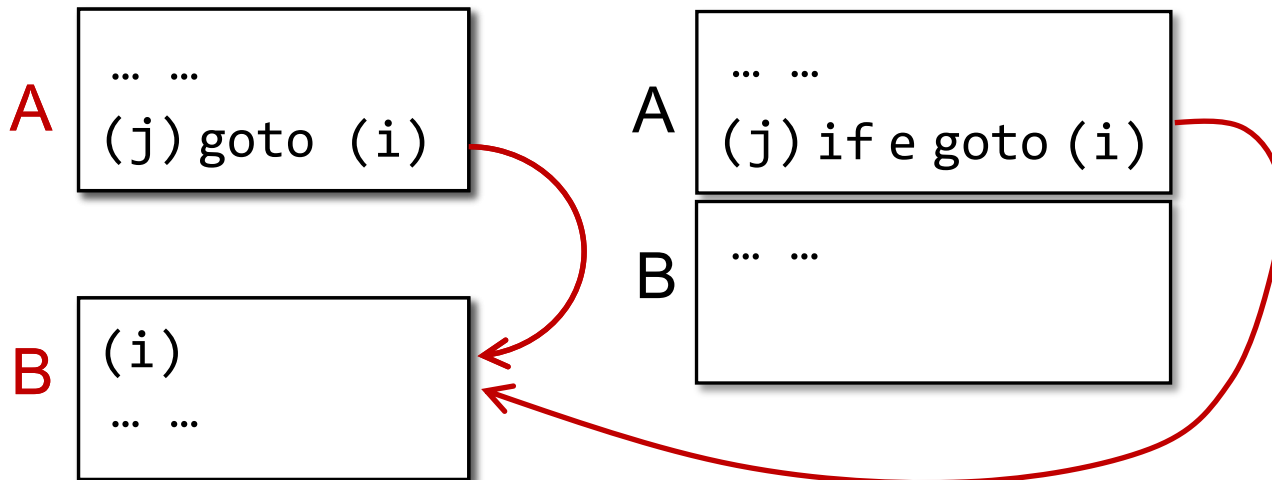 A
… …
(j) goto (i)
B
(i)
… …
A
… …
(j) if e goto (i)
B
… …